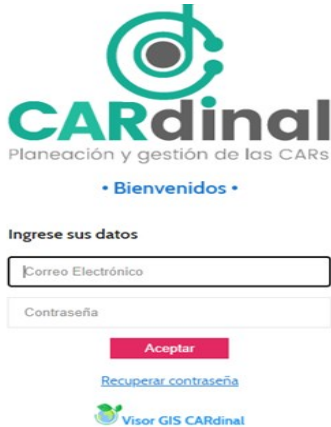 CARdinal
Planeación y gestión de las CARs
• Bienvenidos •
Ingrese sus datos
Correo Electrónico
Contraseña
Aceptar
Recuperar contraseña
Visor GIS CARdinal